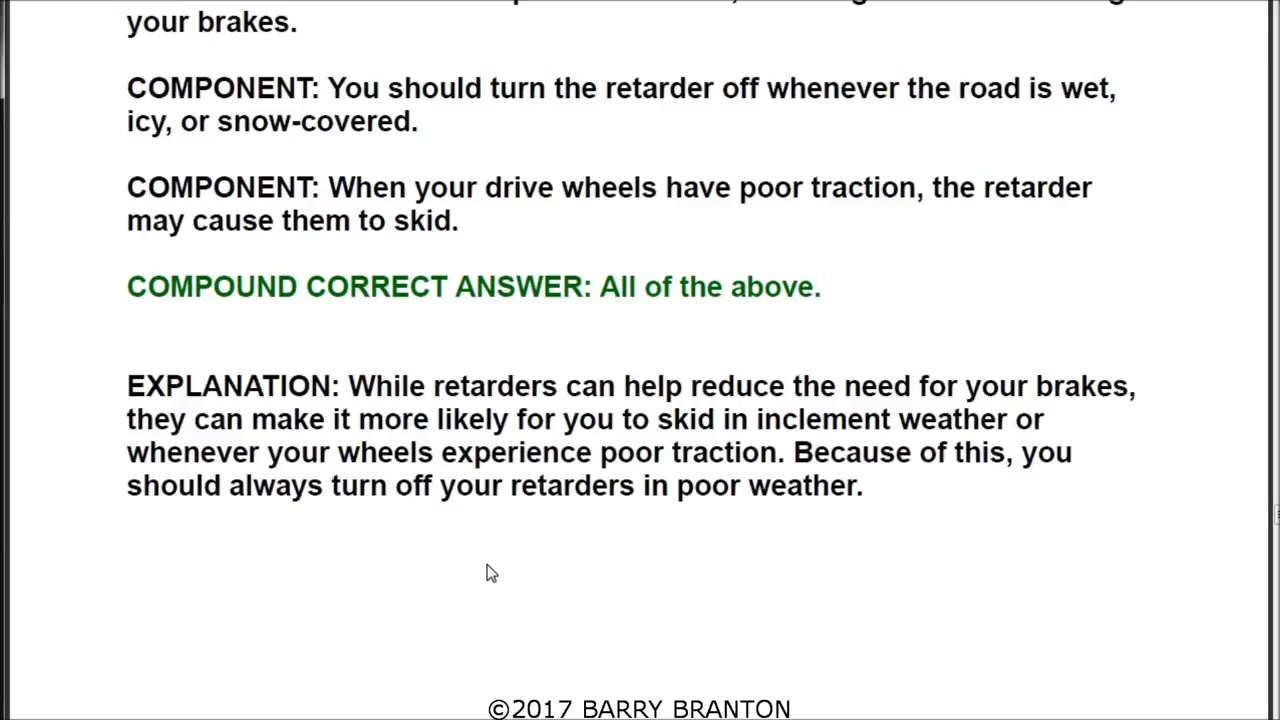 your brakes.
COMPONENT: You should turn the retarder off whenever the road is wet,
icy, or snow-covered.
COMPONENT: When your drive wheels have poor traction, the retarder
may cause them to skid.
COMPOUND CORRECT ANSWER: All of the above.
EXPLANATION: While retarders can help reduce the need for your brakes,
they can make it more likely for you to skid in inclement weather or
whenever your wheels experience poor traction. Because of this, you
should always turn off your retarders in poor weather.
©2017 BARRY BRANTON